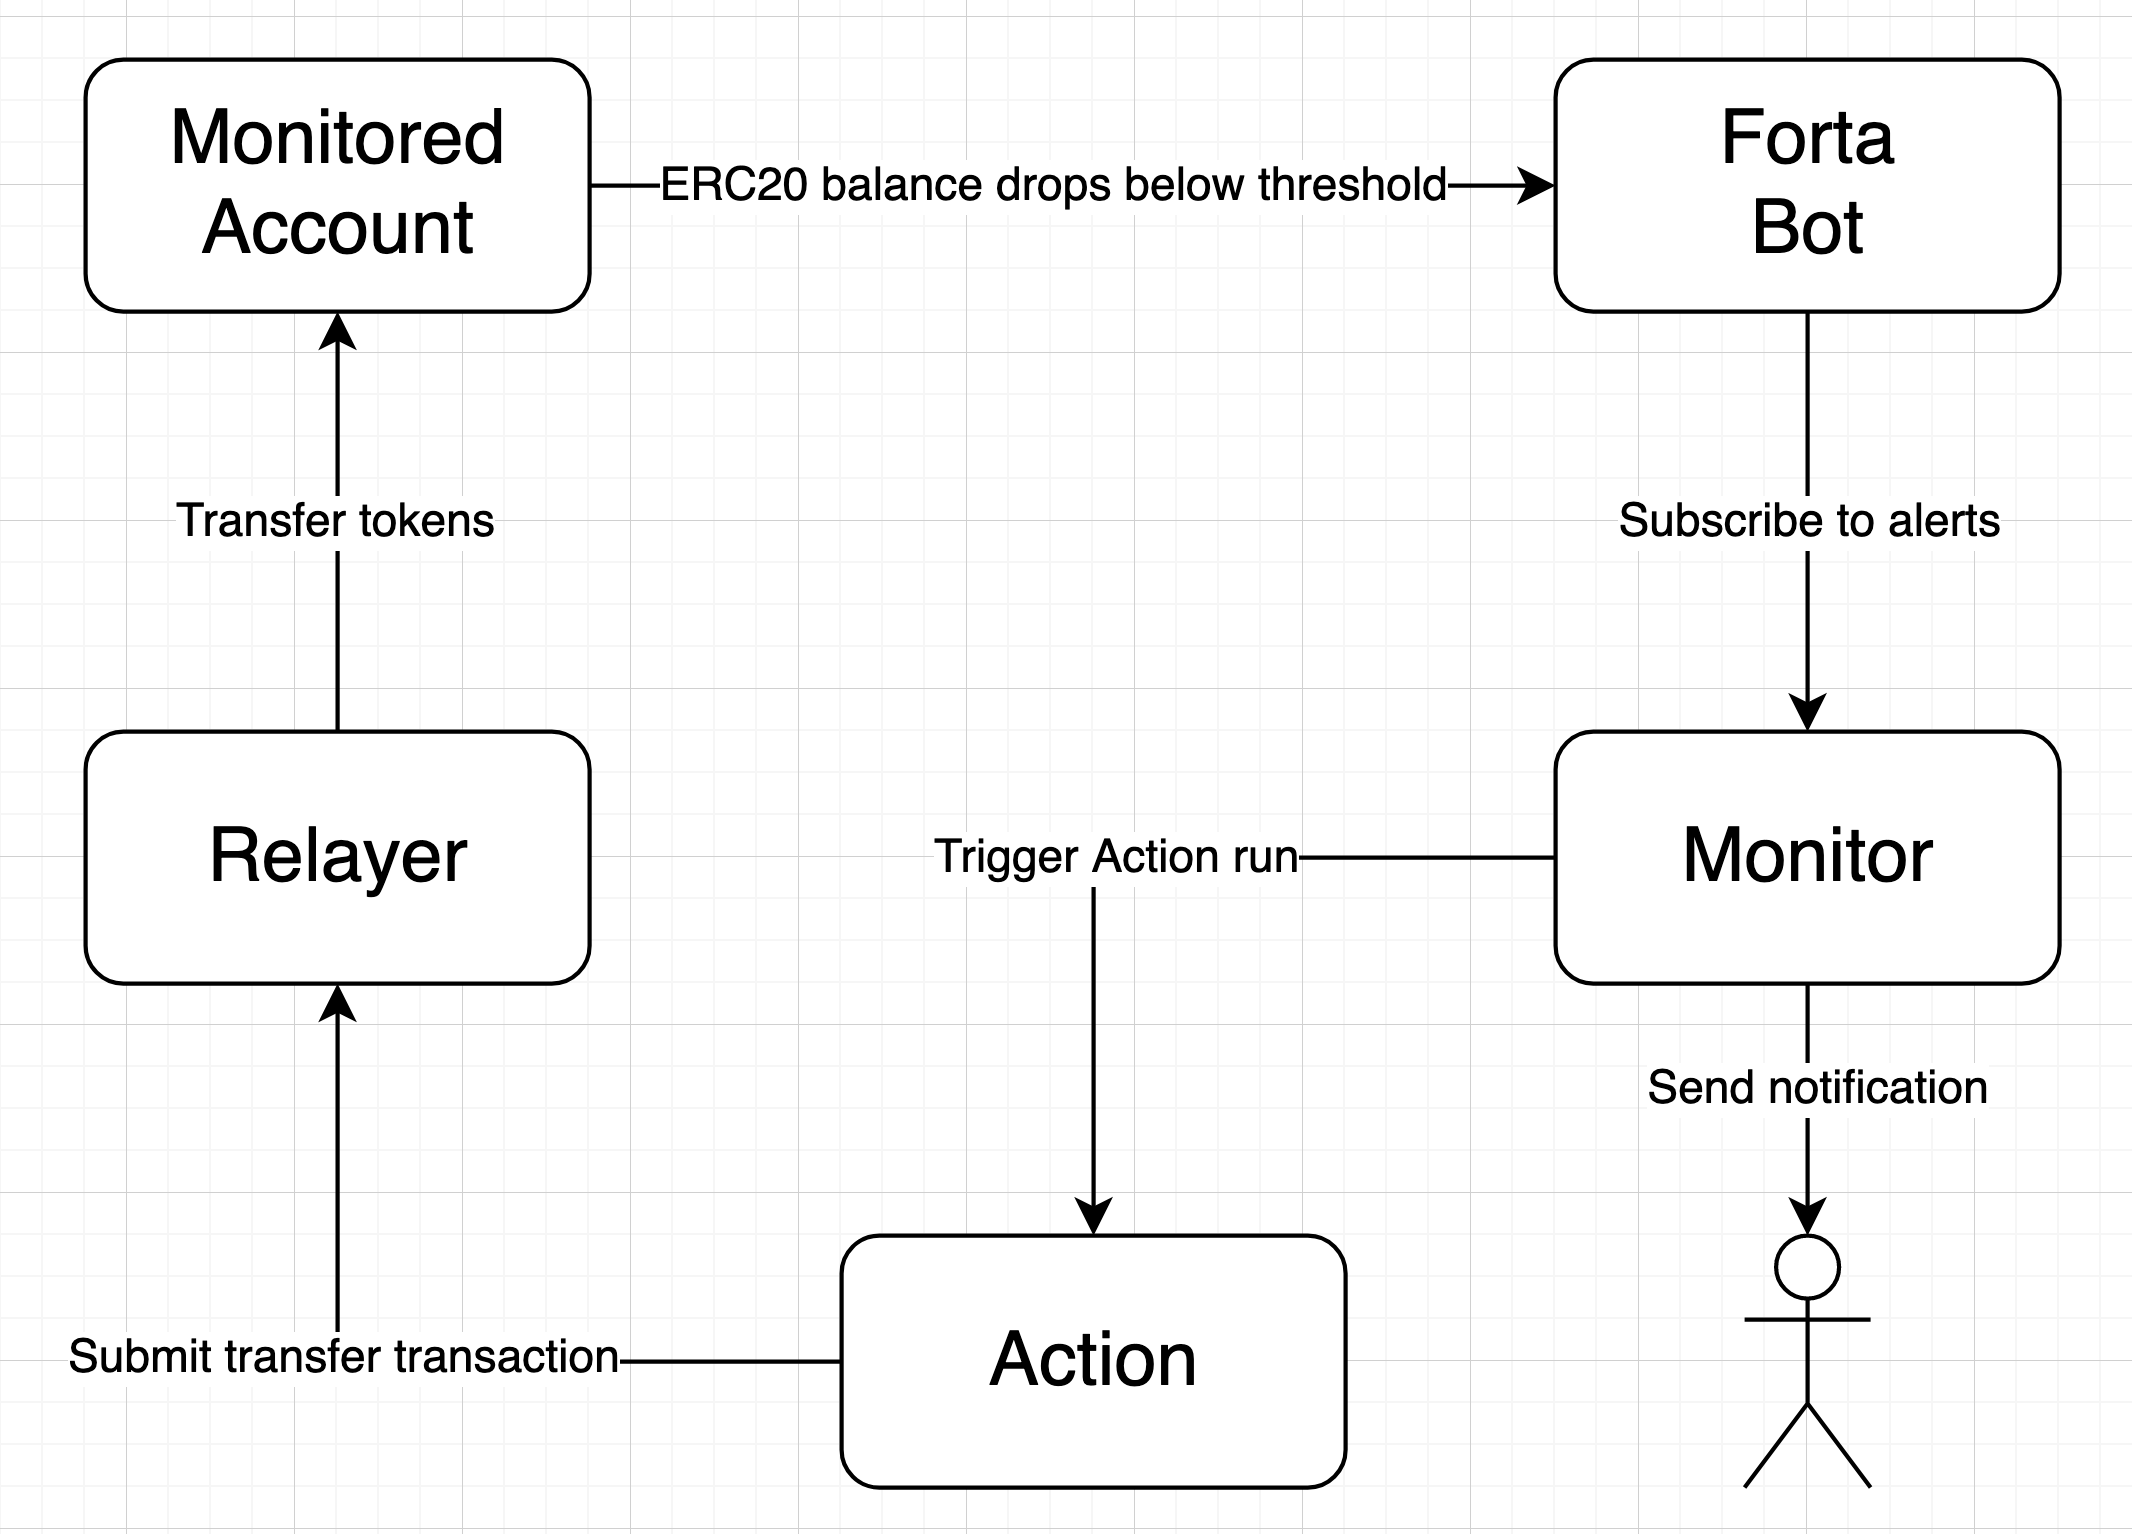 Monitored
Account
ERC20 balance drops below threshold
Forta
Bot
Transfer tokens
Subscribe to alerts
Relayer
Trigger Action run
Monitor
Send notification
Submit transfer transaction
Action